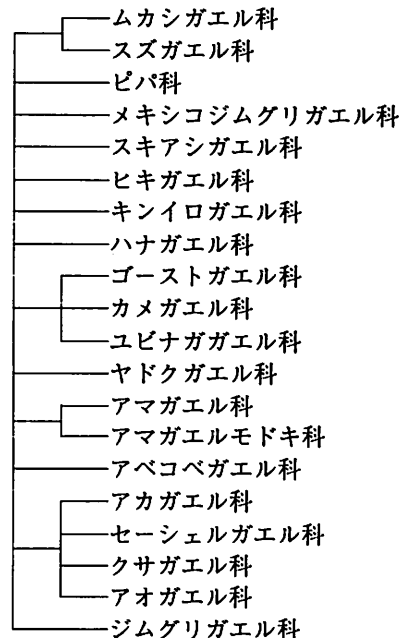 ムカシガエル科
スズガエル科
ピパ科
メキシコジムグリガエル科
スキアシガエル科
ヒキガエル科
キンイロガエル科
ハナガエル科
ゴーストガエル科
カメガエル科
ユビナガガエル科
ヤドクガエル科
アマガエル科
アマガエルモドキ科
アベコベガエル科
アカガエル科
セーシェルガエル科
クサガエル科
アオガエル科
ジムグリガエル科